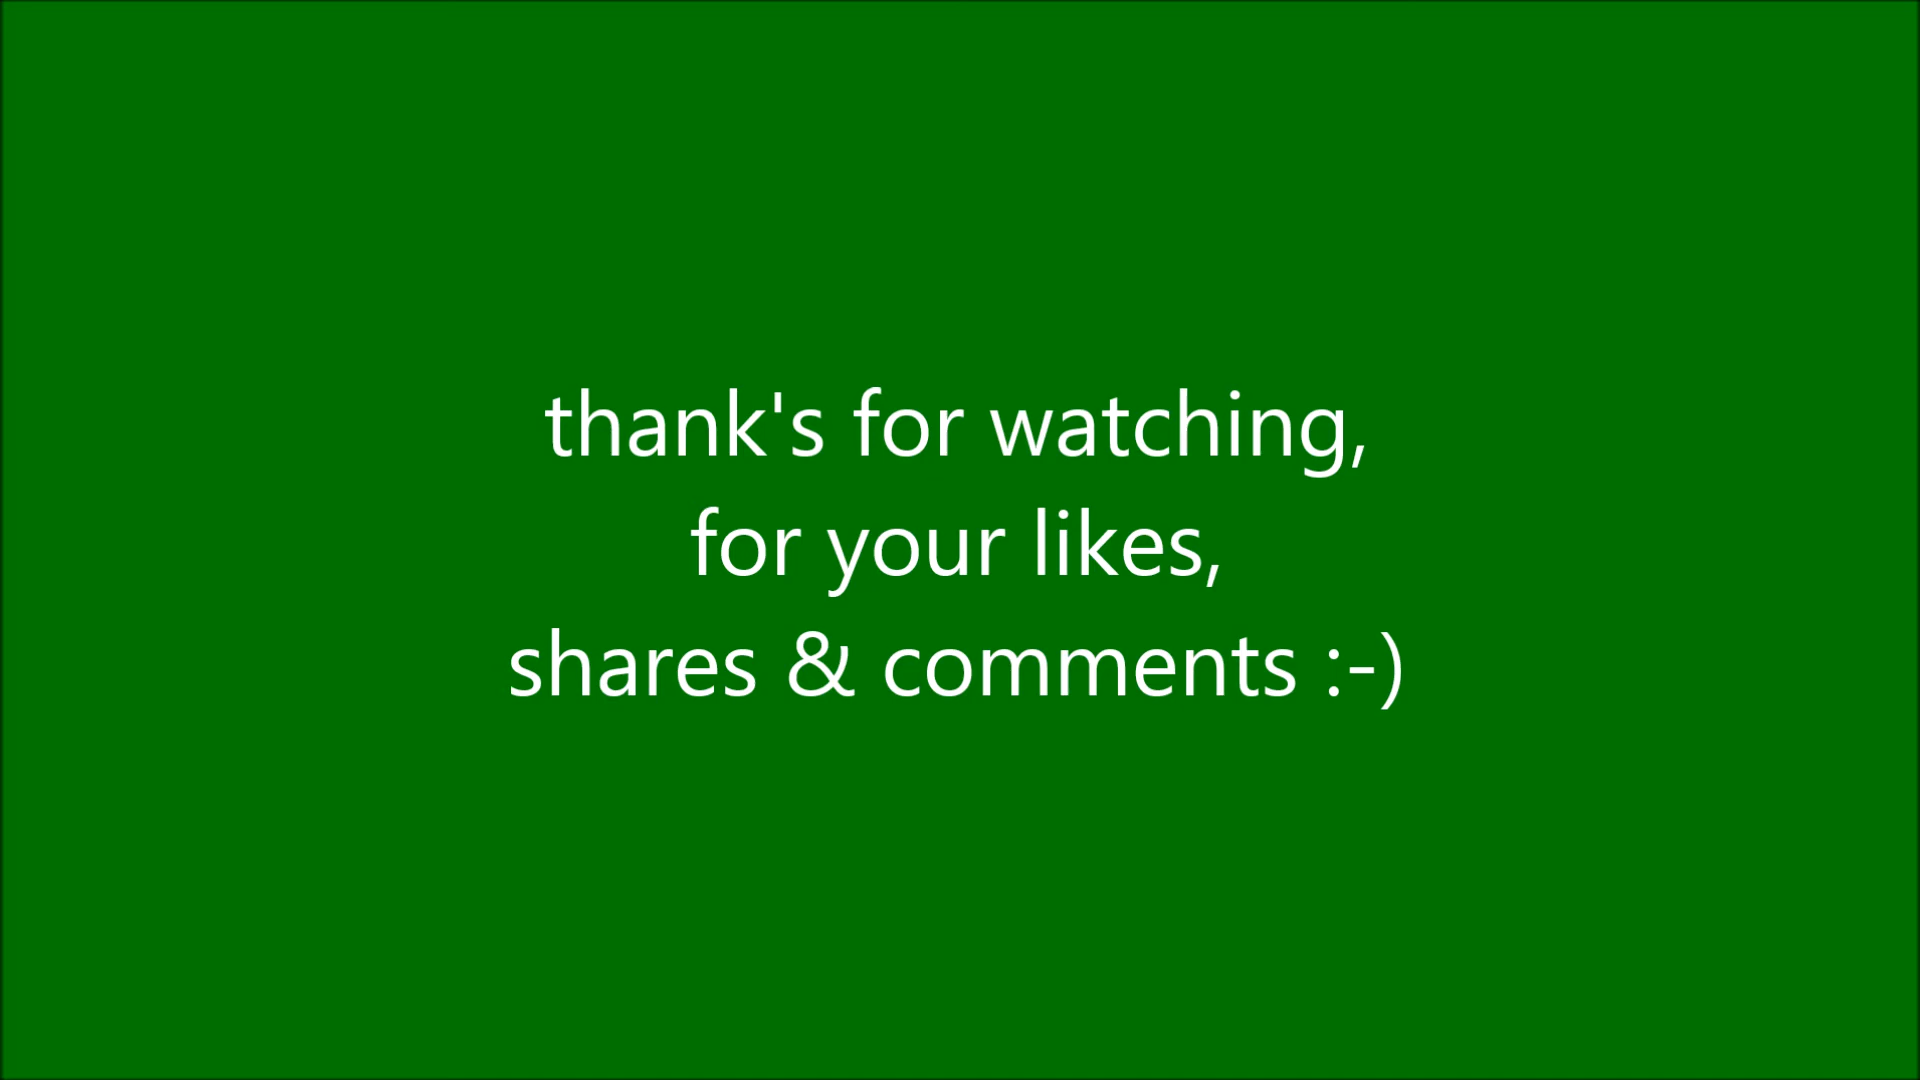 thank's for watching,
for your likes,
shares & comments :-)